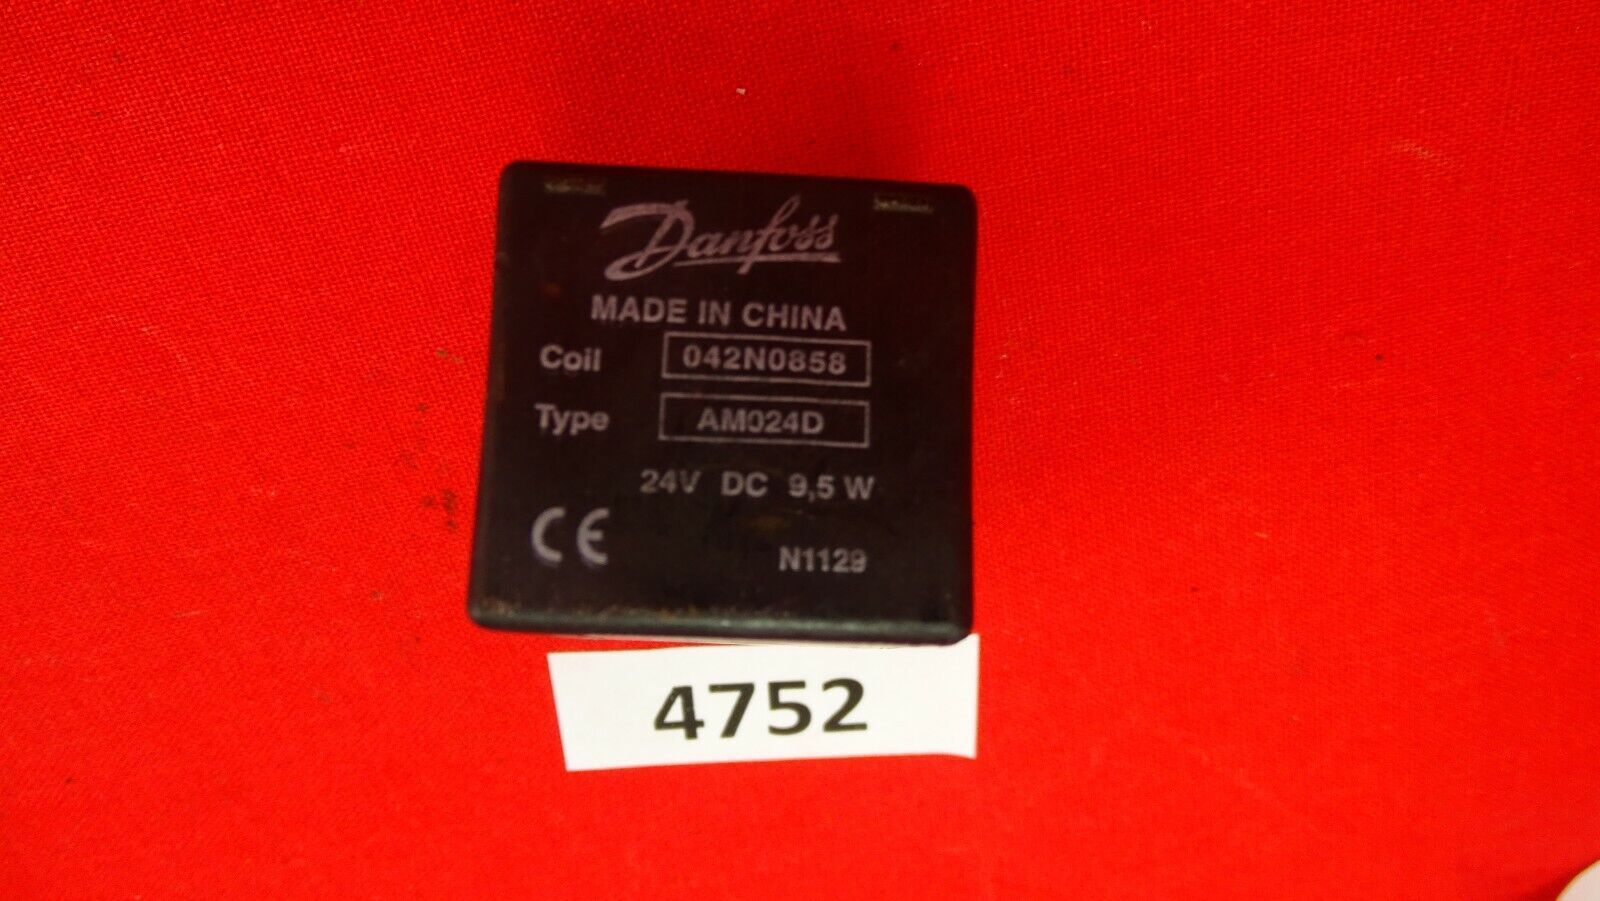 Danfoss
MADE IN CHINA
Coil 042N0858
Type AM024D
24V DC 9,5 W
CE N1129
4752